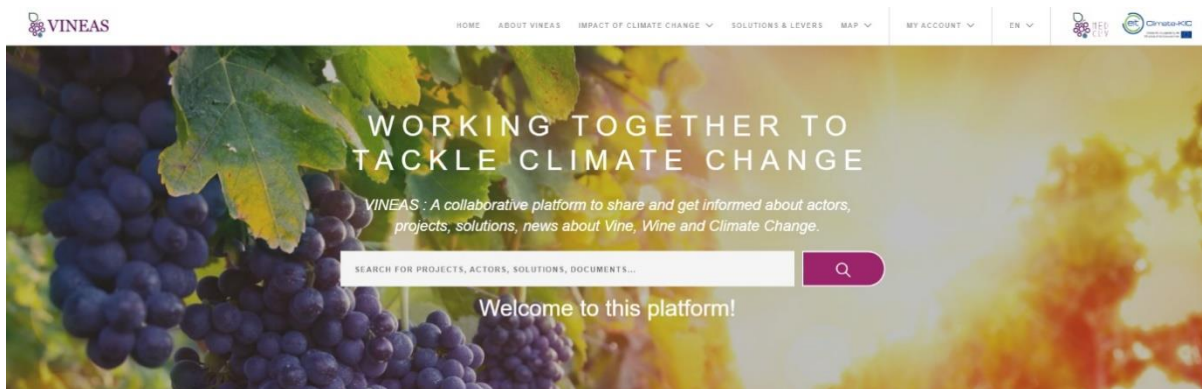 VINEAS
HOME ABOUT VINEAS IMPACT OF CLIMATE CHANGE SOLUTIONS & LEVERS MAP MY ACCOUNT EN
MED
CLIV
Climate-KIC
WORKING TOGETHER TO
TACKLE CLIMATE CHANGE
VINEAS : A collaborative platform to share and get informed about actors,
projects, solutions, news about Vine, Wine and Climate Change.
SEARCH FOR PROJECTS, ACTORS, SOLUTIONS, DOCUMENTS...
Welcome to this platform!